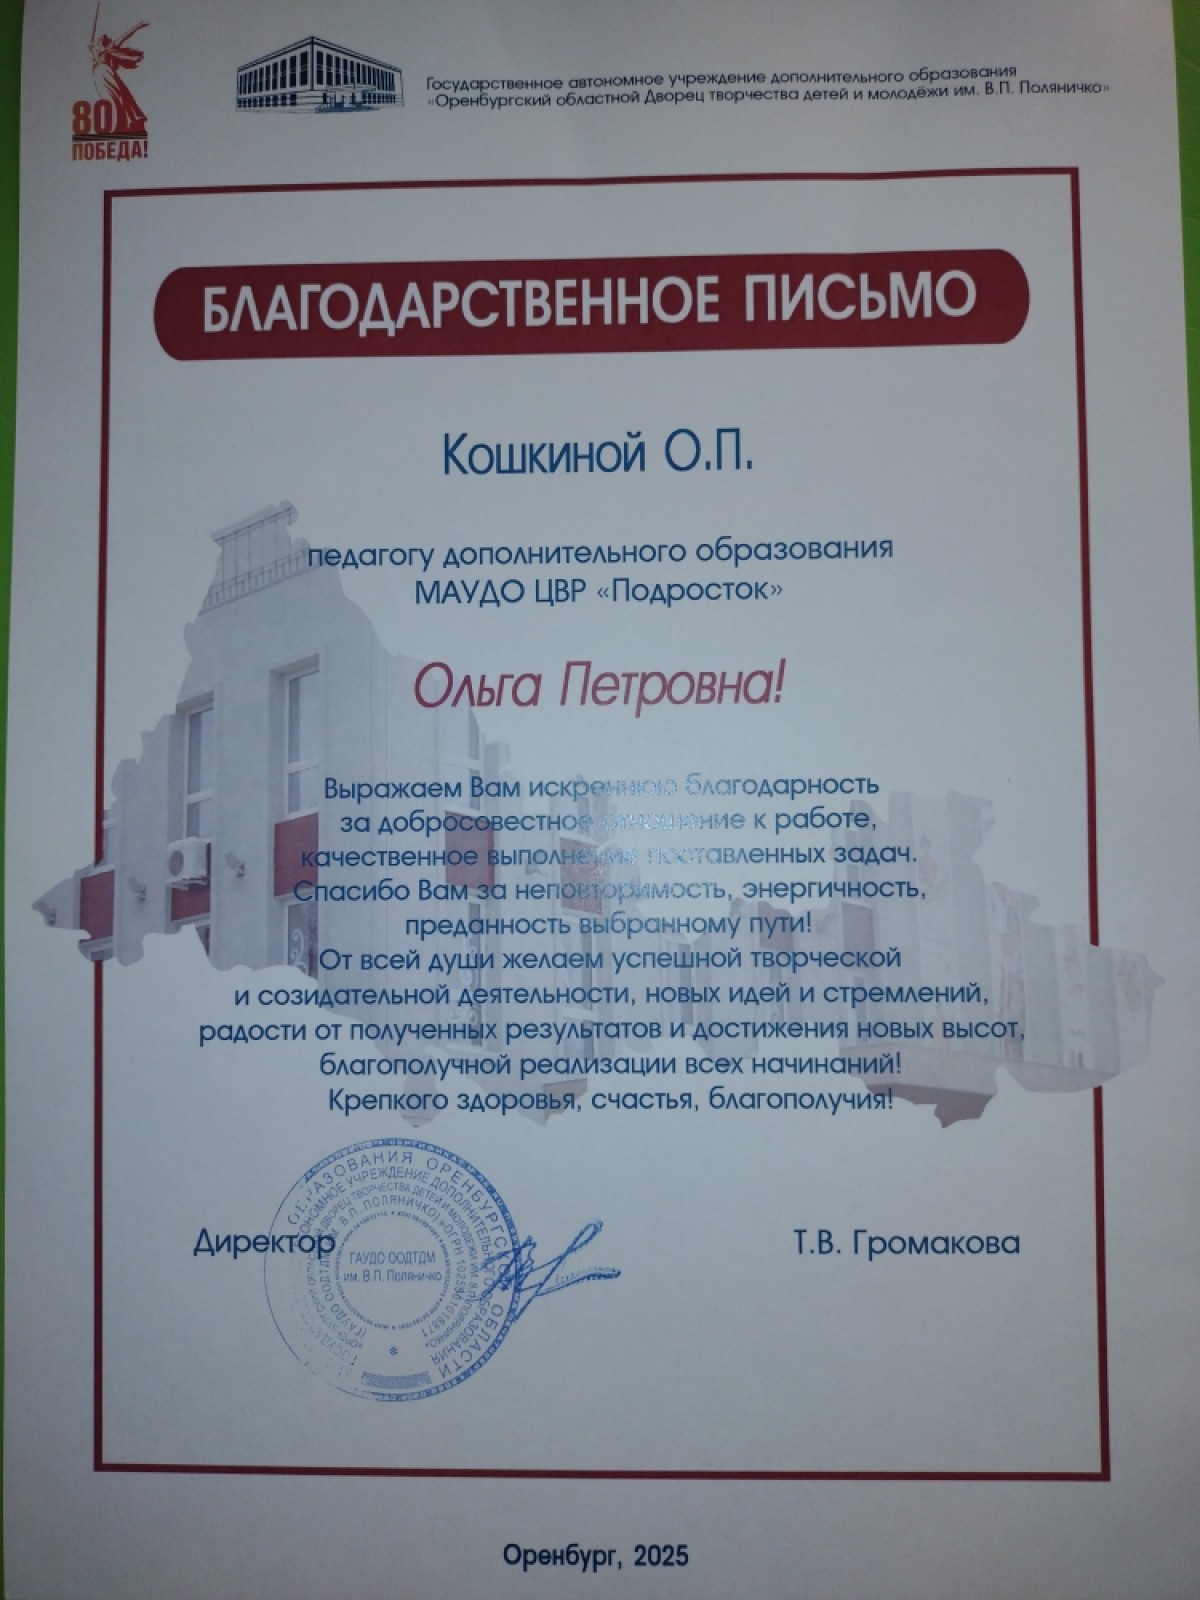 80
ПОБЕДА!
Государственное автономное учреждение дополнительного образования
«Оренбургский областной Дворец творчества детей и молодёжи им. В.П. Поляничко»
БЛАГОДАРСТВЕННОЕ ПИСЬМО
Кошкиной О.П.
педагогу дополнительного образования
МАУДО ЦВР «Подросток»
Ольга Петровна!
Выражаем Вам искреннюю благодарность
за добросовестное отношение к работе,
качественное выполнение поставленных задач.
Спасибо Вам за неповторимость, энергичность,
преданность выбранному пути!
От всей души желаем успешной творческой
и созидательной деятельности, новых идей и стремлений,
радости от полученных результатов и достижения новых высот,
благополучной реализации всех начинаний!
Крепкого здоровья, счастья, благополучия!
Директор
Т.В. Громакова
ГАУДО ООДТДМ
им. В.П. Поляничко
Оренбург, 2025